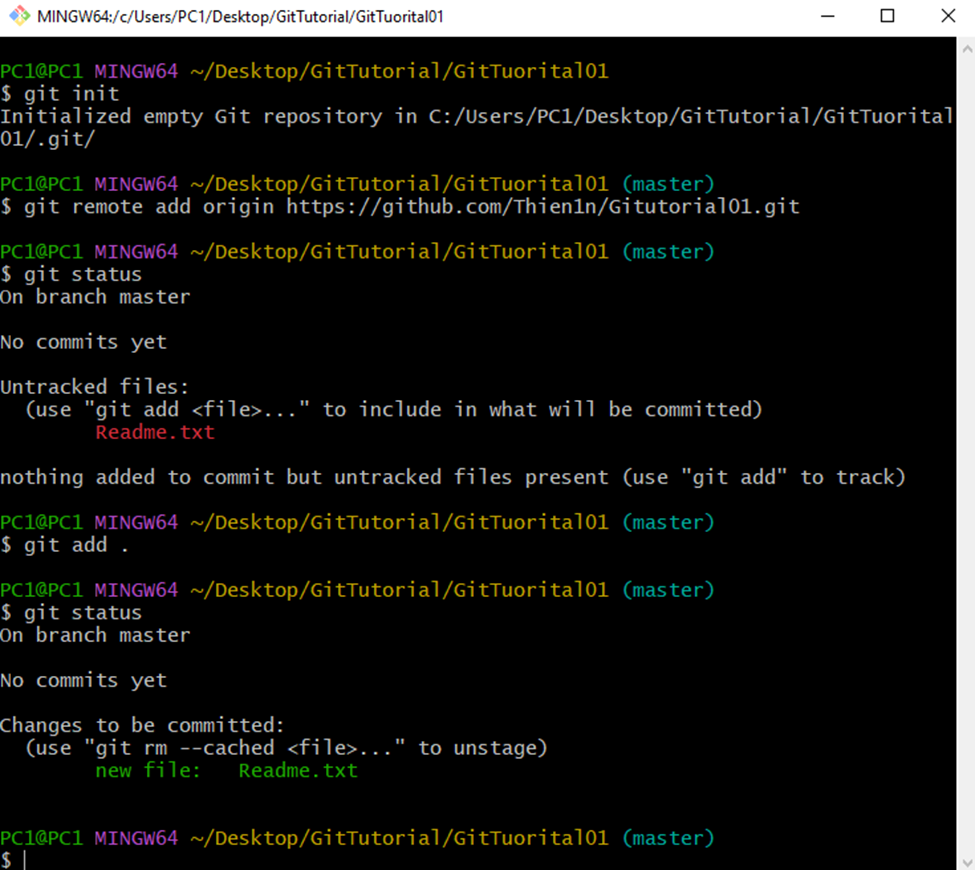 MINGW64:/c/Users/PC1/Desktop/GitTutorial/GitTuorital01
PC1@PC1 MINGW64 ~/Desktop/GitTutorial/GitTuorital01
$ git init
Initialized empty Git repository in C:/Users/PC1/Desktop/GitTutorial/GitTuorital
01/.git/
PC1@PC1 MINGW64 ~/Desktop/GitTutorial/GitTuorital01 (master)
$ git remote add origin https://github.com/Thien1n/Gitutorial01.git
PC1@PC1 MINGW64 ~/Desktop/GitTutorial/GitTuorital01 (master)
$ git status
On branch master
No commits yet
Untracked files:
  (use "git add <file>..." to include in what will be committed)
        Readme.txt
nothing added to commit but untracked files present (use "git add" to track)
PC1@PC1 MINGW64 ~/Desktop/GitTutorial/GitTuorital01 (master)
$ git add .
PC1@PC1 MINGW64 ~/Desktop/GitTutorial/GitTuorital01 (master)
$ git status
On branch master
No commits yet
Changes to be committed:
  (use "git rm --cached <file>..." to unstage)
        new file:   Readme.txt
PC1@PC1 MINGW64 ~/Desktop/GitTutorial/GitTuorital01 (master)
$